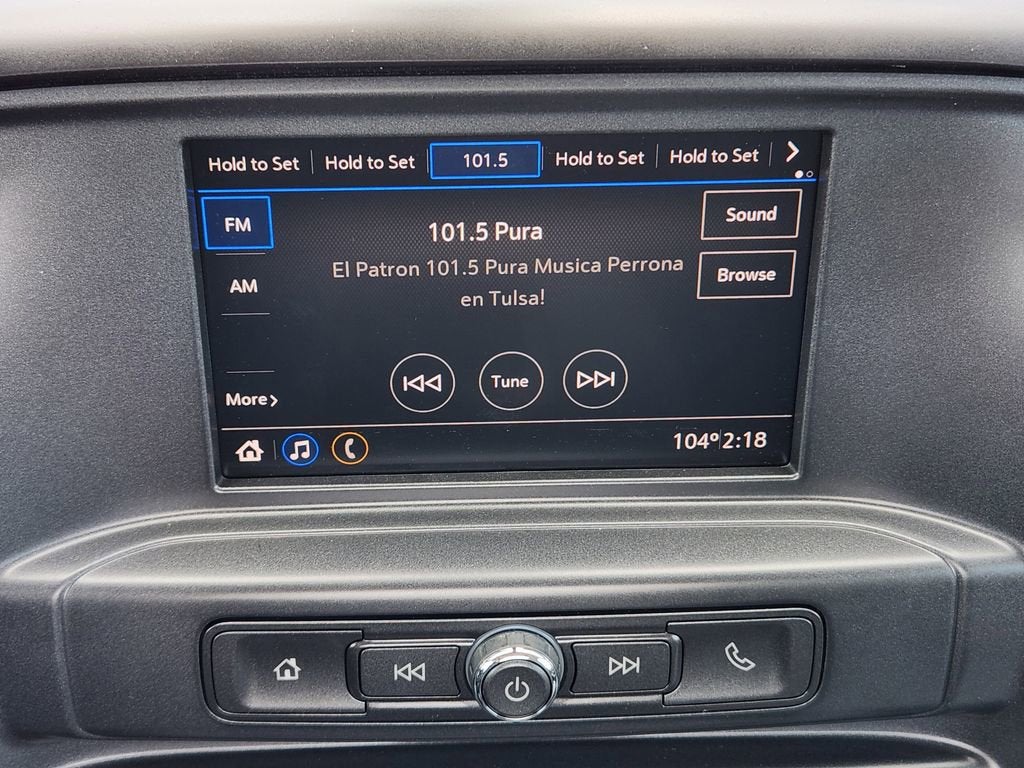 Hold to Set Hold to Set 101.5 Hold to Set Hold to Set
FM
101.5 Pura
Sound
El Patron 101.5 Pura Musica Perrona
en Tulsa!
Browse
AM
Tune
More
104° 2:18